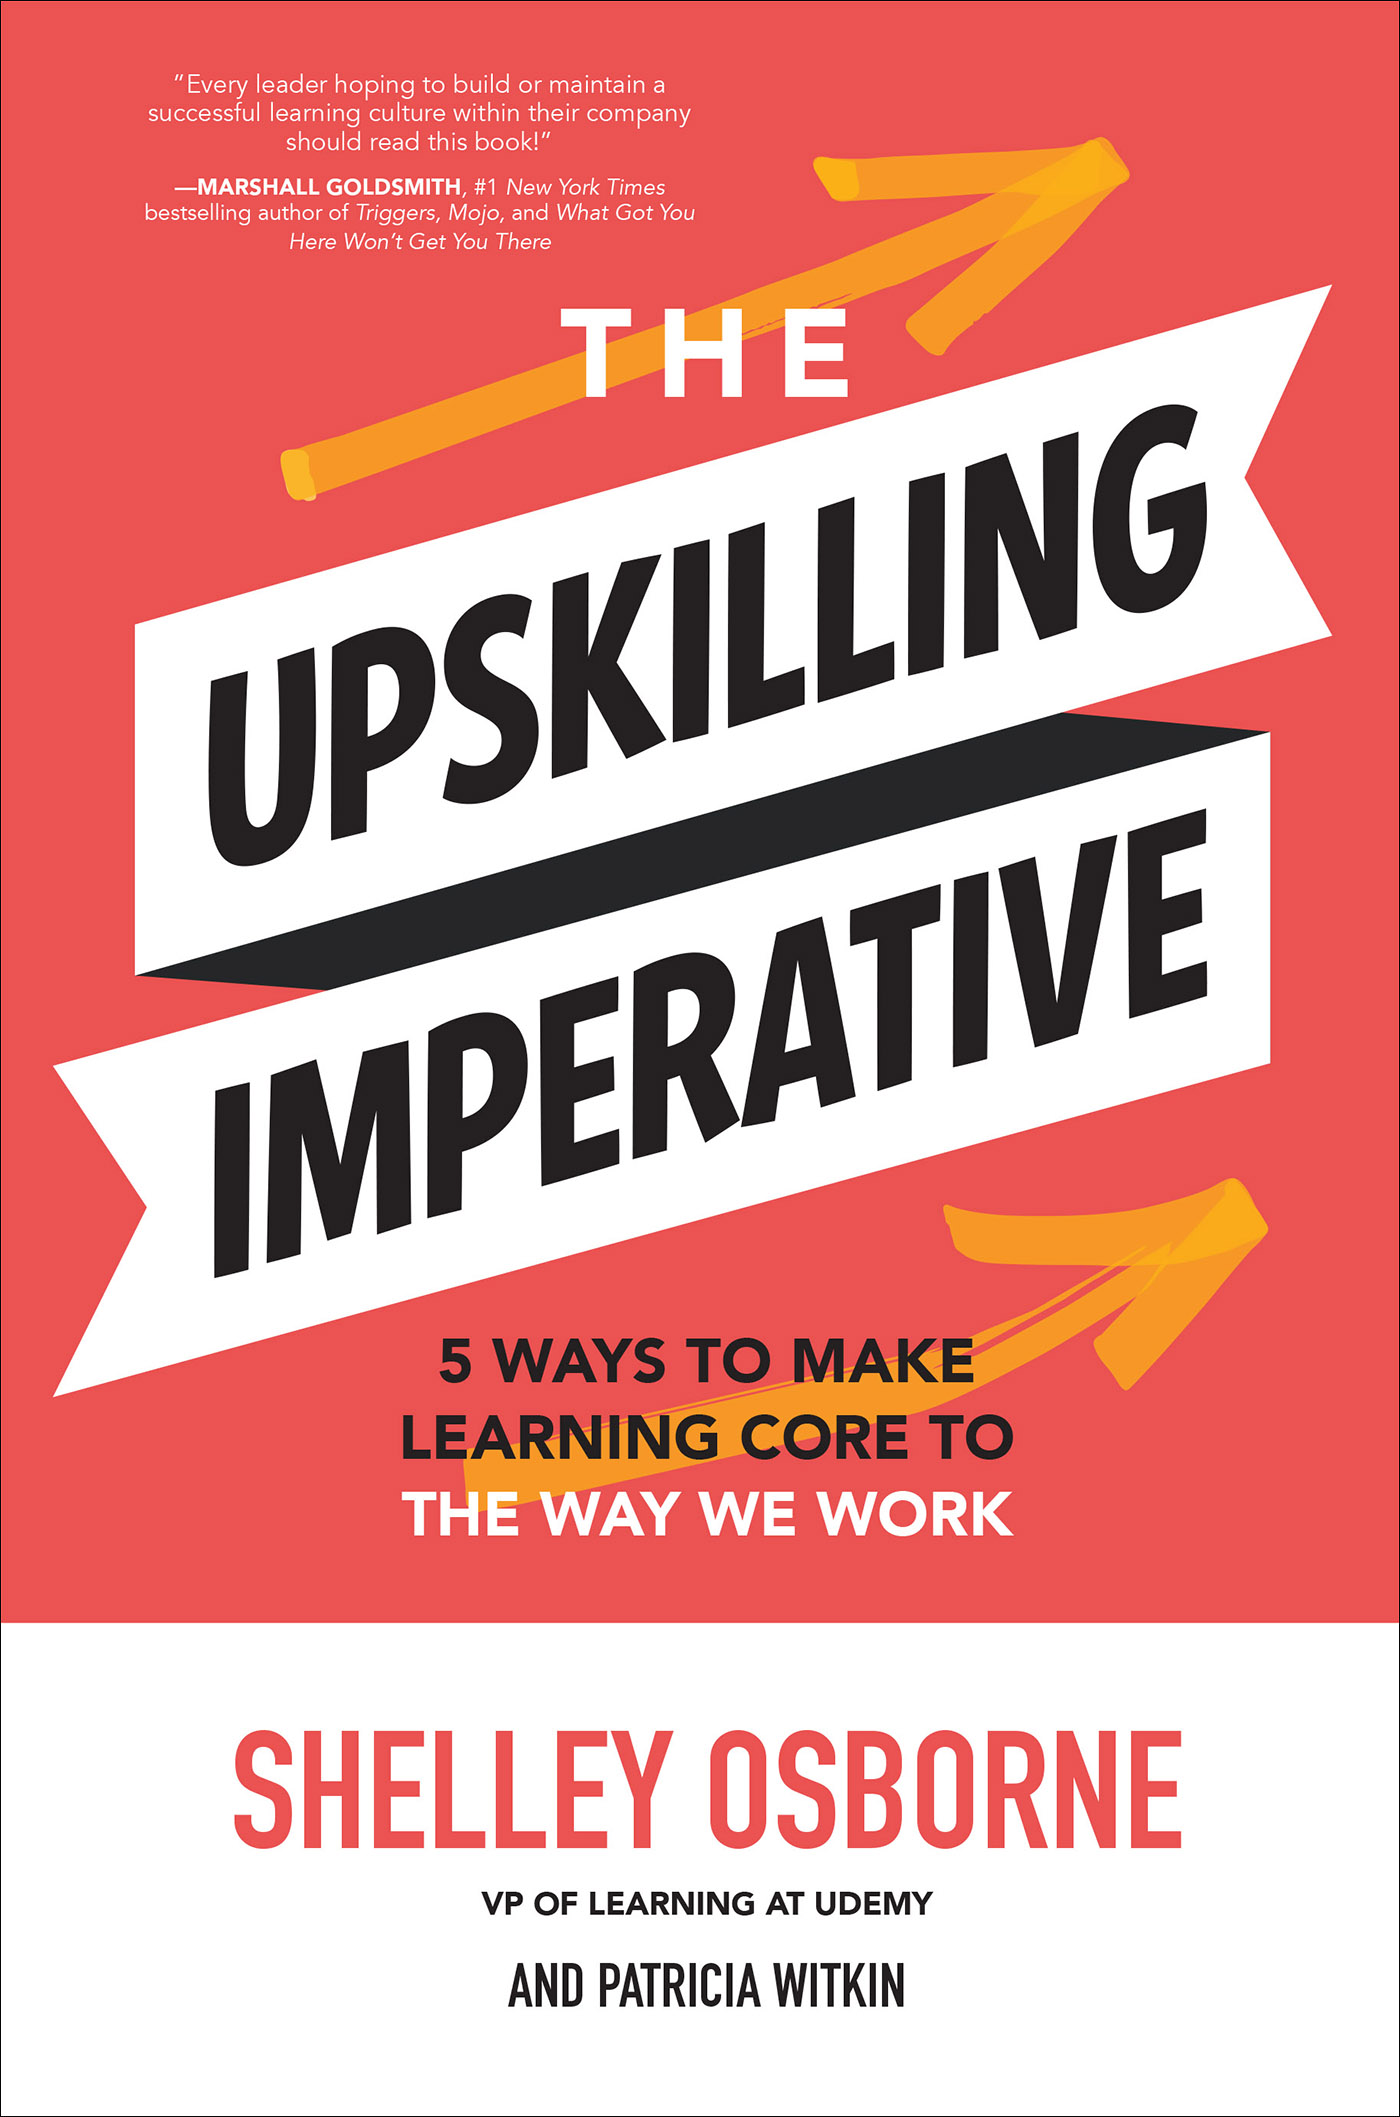 "Every leader hoping to build or maintain a
successful learning culture within their company
should read this book!"
—MARSHALL GOLDSMITH, #1 New York Times
bestselling author of Triggers, Mojo, and What Got You
Here Won't Get You There
THE
UPSKILLING
IMPERATIVE
5 WAYS TO MAKE
LEARNING CORE TO
THE WAY WE WORK
SHELLEY OSBORNE
VP OF LEARNING AT UDEMY
AND PATRICIA WITKIN